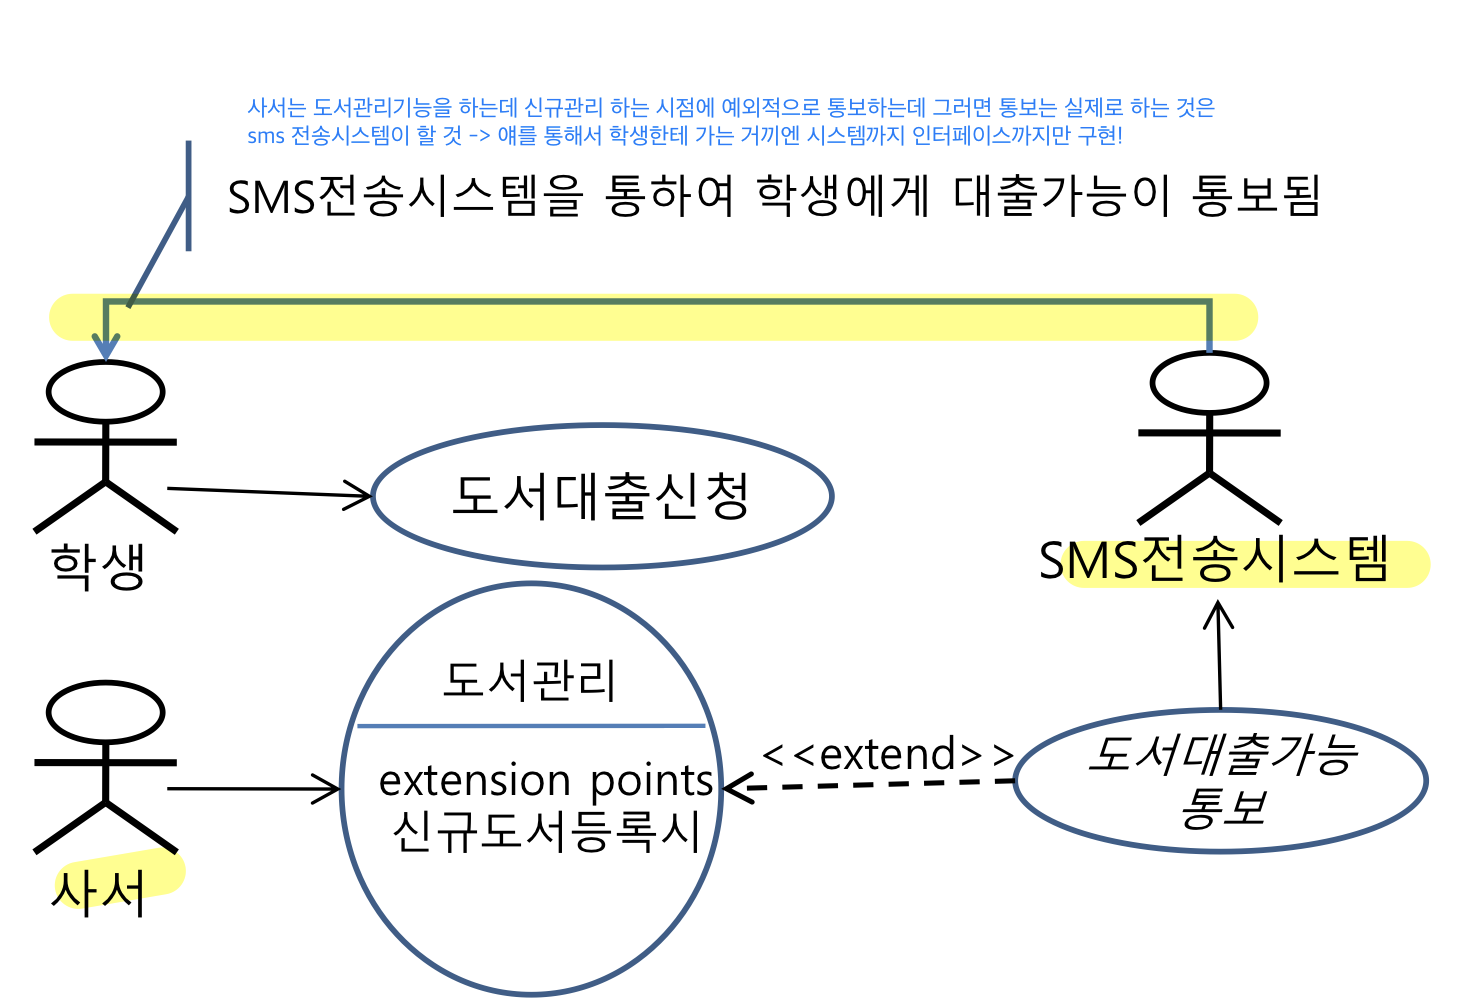 사서는 도서관리기능을 하는데 신규관리 하는 시점에 예외적으로 통보하는데 그러면 통보는 실제로 하는 것은
sms 전송시스템이 할 것 -> 얘를 통해서 학생한테 가는 거끼엔 시스템까지 인터페이스까지만 구현!
SMS전송시스템을 통하여 학생에게 대출가능이 통보됨
도서대출신청
학생
SMS전송시스템
도서관리
<<extend>>
도서대출가능
통보
extension points
신규도서등록시
사서